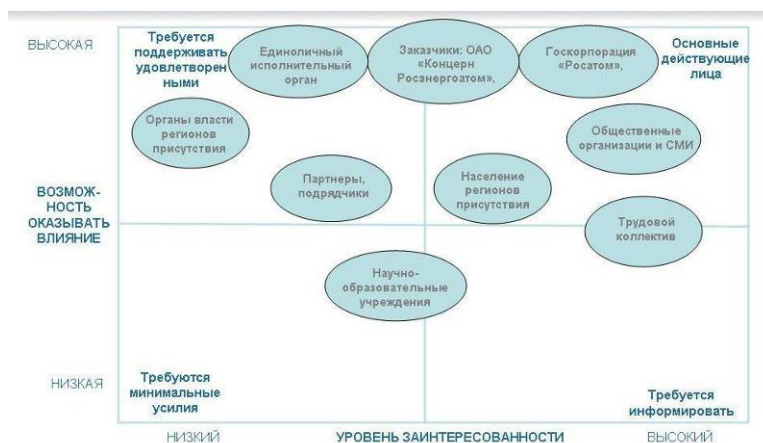 ВЫСОКАЯ
Требуется
поддерживать
удовлетворен
ными
Единоличный
исполнительный
орган
Заказчики: ОАО
«Концерн
Росэнергоатом»,
Госкорпорация
«Росатом»,
Основные
действующие
лица
Органы власти
регионов
присутствия
Общественные
организации и СМИ
Партнеры,
подрядчики
Население
регионов
присутствия
ВОЗМОЖ-
НОСТЬ
ОКАЗЫВАТЬ
ВЛИЯНИЕ
Трудовой
коллектив
Научно-
образовательные
учреждения
НИЗКАЯ
Требуются
минимальные
усилия
Требуется
информировать
НИЗКИЙ
УРОВЕНЬ ЗАИНТЕРЕСОВАННОСТИ
ВЫСОКИЙ